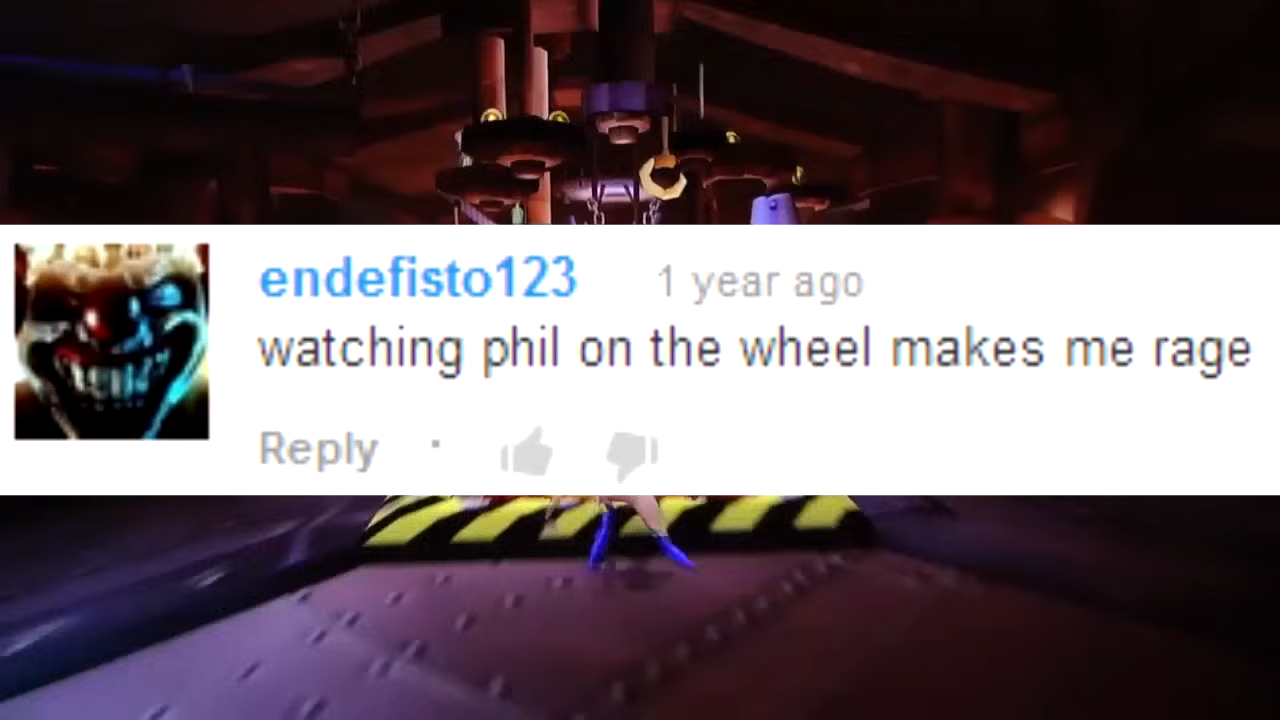 endefisto123 1 year ago
watching phil on the wheel makes me rage
Reply ·